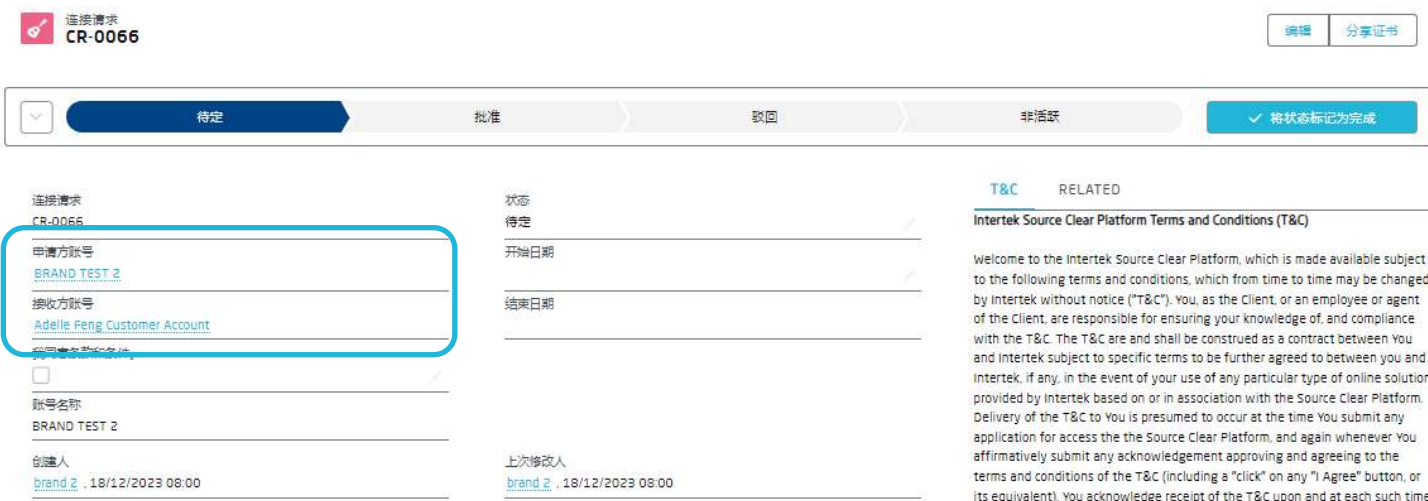 连接请求
CR-0066
编辑 分享证书
待定 批准 驳回 非活跃 将状态标记为完成
连接请求
CR-0066
申请方账号
BRAND TEST 2
接收方账号
Adelle Feng Customer Account
我同意条款和条件。
账号名称
BRAND TEST 2
创建人
brand 2 , 18/12/2023 08:00
状态
待定
开始日期
结束日期
上次修改人
brand 2 , 18/12/2023 08:00
T&C RELATED
Intertek Source Clear Platform Terms and Conditions (T&C)
Welcome to the Intertek Source Clear Platform, which is made available subject
to the following terms and conditions, which from time to time may be changed
by Intertek without notice ("T&C"). You, as the Client, or an employee or agent
of the Client, are responsible for ensuring your knowledge of, and compliance
with the T&C. The T&C are and shall be construed as a contract between You
and Intertek subject to specific terms to be further agreed to between you and
Intertek, if any, in the event of your use of any particular type of online solution
provided by Intertek based on or in association with the Source Clear Platform.
Delivery of the T&C to You is presumed to occur at the time You submit any
application for access the the Source Clear Platform, and again whenever You
affirmatively submit any acknowledgement approving and agreeing to the
terms and conditions of the T&C (including a "click" on any "I Agree" button, or
its equivalent). You acknowledge receipt of the T&C upon and at each such time